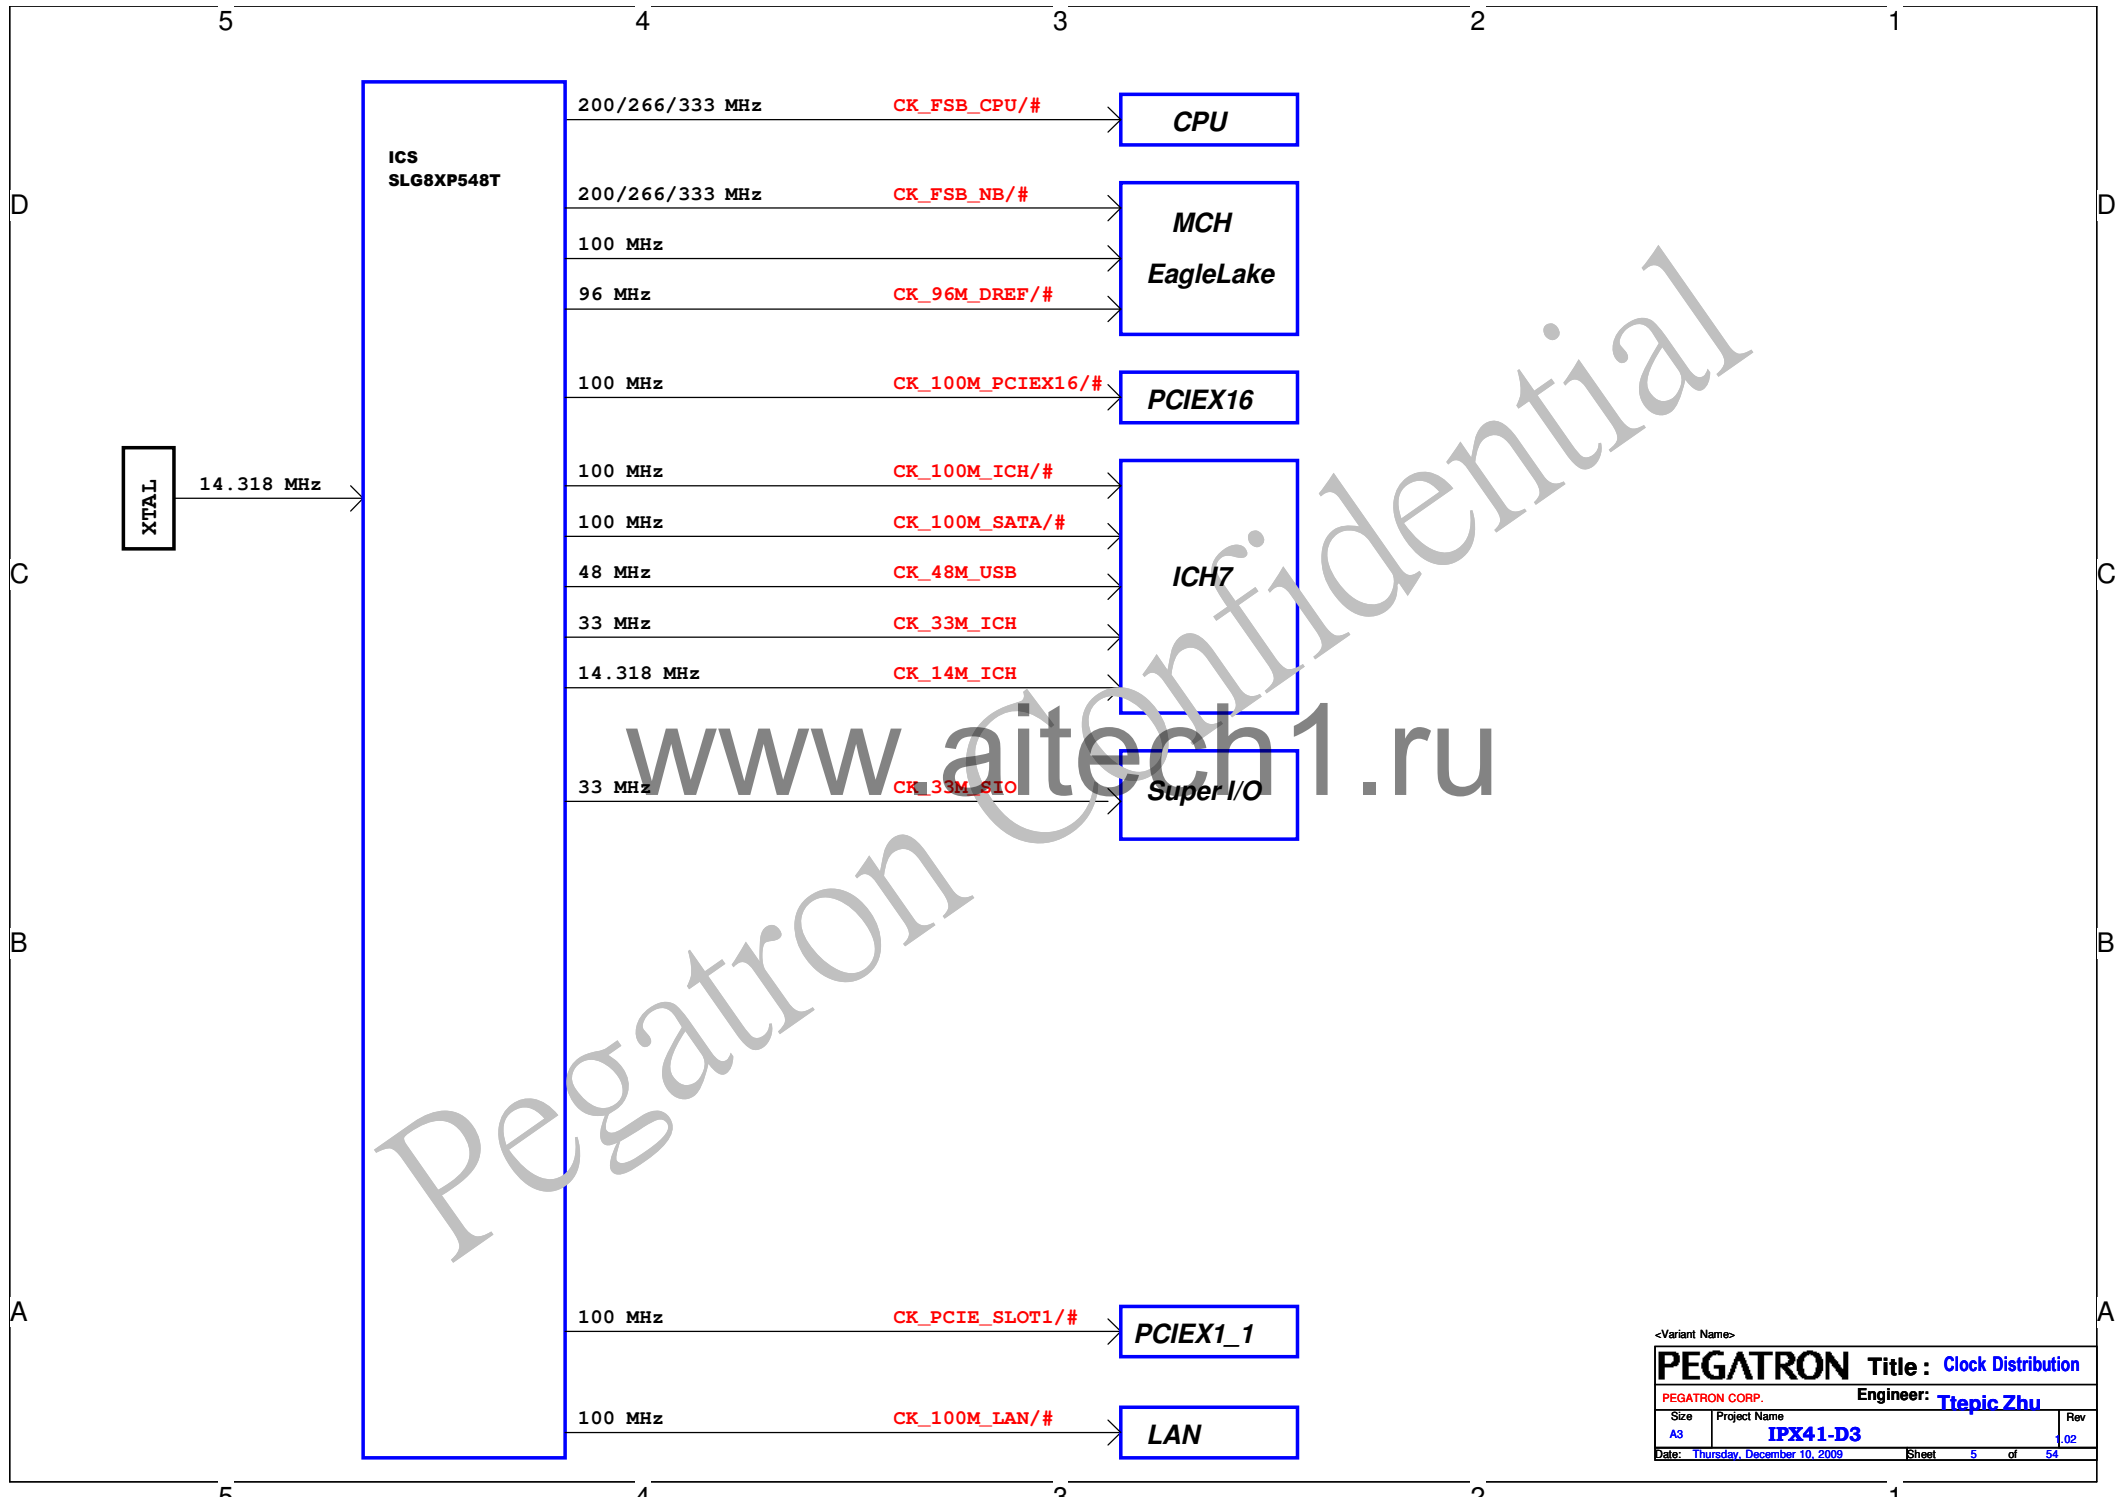 5 4 3 2 1
ICS
SLG8XP548T
200/266/333 MHz CK_FSB_CPU/# CPU
D D
200/266/333 MHz CK_FSB_NB/#
MCH
100 MHz
EagleLake
96 MHz CK_96M_DREF/#
100 MHz CK_100M_PCIEX16/# PCIEX16
XTAL
14.318 MHz
100 MHz CK_100M_ICH/#
100 MHz CK_100M_SATA/#
C C
48 MHz CK_48M_USB ICH7
33 MHz CK_33M_ICH
14.318 MHz CK_14M_ICH
www.aitech1.ru
33 MHz CK_33M_SIO Super I/O
Pegatron Confidential
B B
A A
100 MHz CK_PCIE_SLOT1/# PCIEX1_1
100 MHz CK_100M_LAN/# LAN
<Variant Name>
PEGATRON Title : Clock Distribution
PEGATRON CORP. Engineer: Ttepic Zhu
Size Project Name Rev
A3 IPX41-D3 1.02
Date: Thursday, December 10, 2009 Sheet 5 of 54
5 4 3 2 1